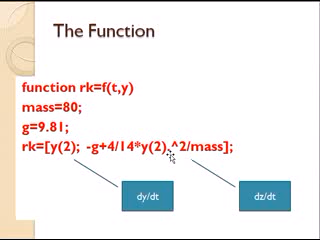 The Function
function rk=f(t,y)
mass=80;
g=9.81;
rk=[y(2); -g+4/14*y(2).^2/mass];
dy/dt
dz/dt